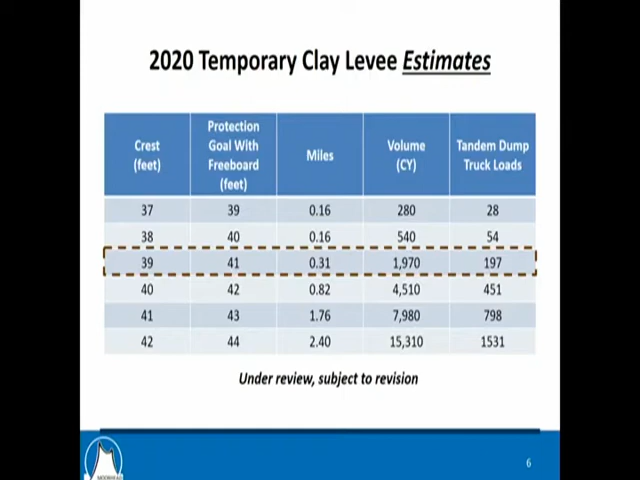 2020 Temporary Clay Levee Estimates
Crest (feet) Protection Goal With Freeboard (feet) Miles Volume (CY) Tandem Dump Truck Loads
37 39 0.16 280 28
38 40 0.16 540 54
39 41 0.31 1,970 197
40 42 0.82 4,510 451
41 43 1.76 7,980 798
42 44 2.40 15,310 1531
Under review, subject to revision
MOORHEAD
6